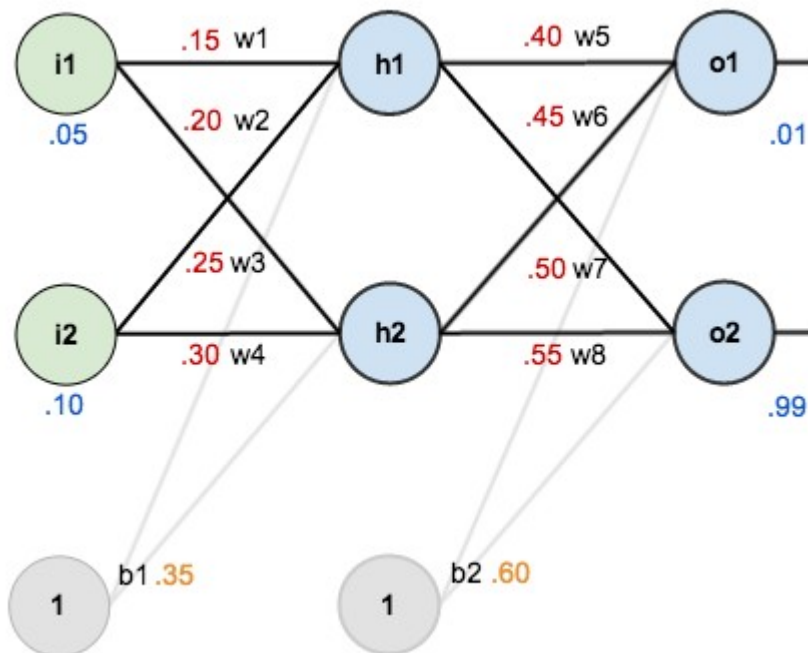 i1 .15 w1 h1 .40 w5 o1
.05 .20 w2 .45 w6 .01
.25 w3 .50 w7
i2 .30 w4 h2 .55 w8 o2
.10 .99
b1 .35 b2 .60
1 1